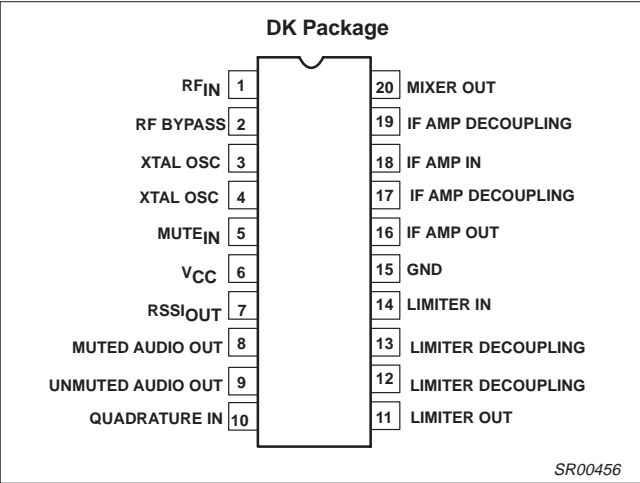 DK Package
RFIN 1
20 MIXER OUT
RF BYPASS 2
19 IF AMP DECOUPLING
XTAL OSC 3
18 IF AMP IN
XTAL OSC 4
17 IF AMP DECOUPLING
MUTEIN 5
16 IF AMP OUT
VCC 6
15 GND
RSSIOUT 7
14 LIMITER IN
MUTED AUDIO OUT 8
13 LIMITER DECOUPLING
UNMUTED AUDIO OUT 9
12 LIMITER DECOUPLING
QUADRATURE IN 10
11 LIMITER OUT
SR00456